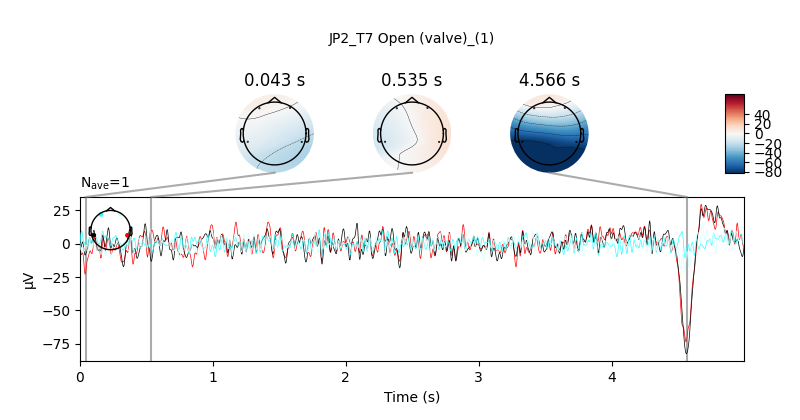 JP2_T7 Open (valve)_(1)
0.043 s 0.535 s 4.566 s
40
20
0
−20
−40
−60
−80
Nave=1
25
0
−25
−50
−75
µV
0 1 2 3 4
Time (s)